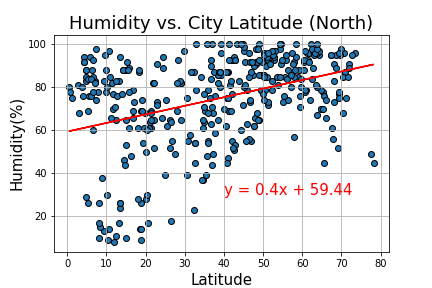 Humidity vs. City Latitude (North)
Humidity(%)
100
80
60
40
20
y = 0.4x + 59.44
0 10 20 30 40 50 60 70 80
Latitude